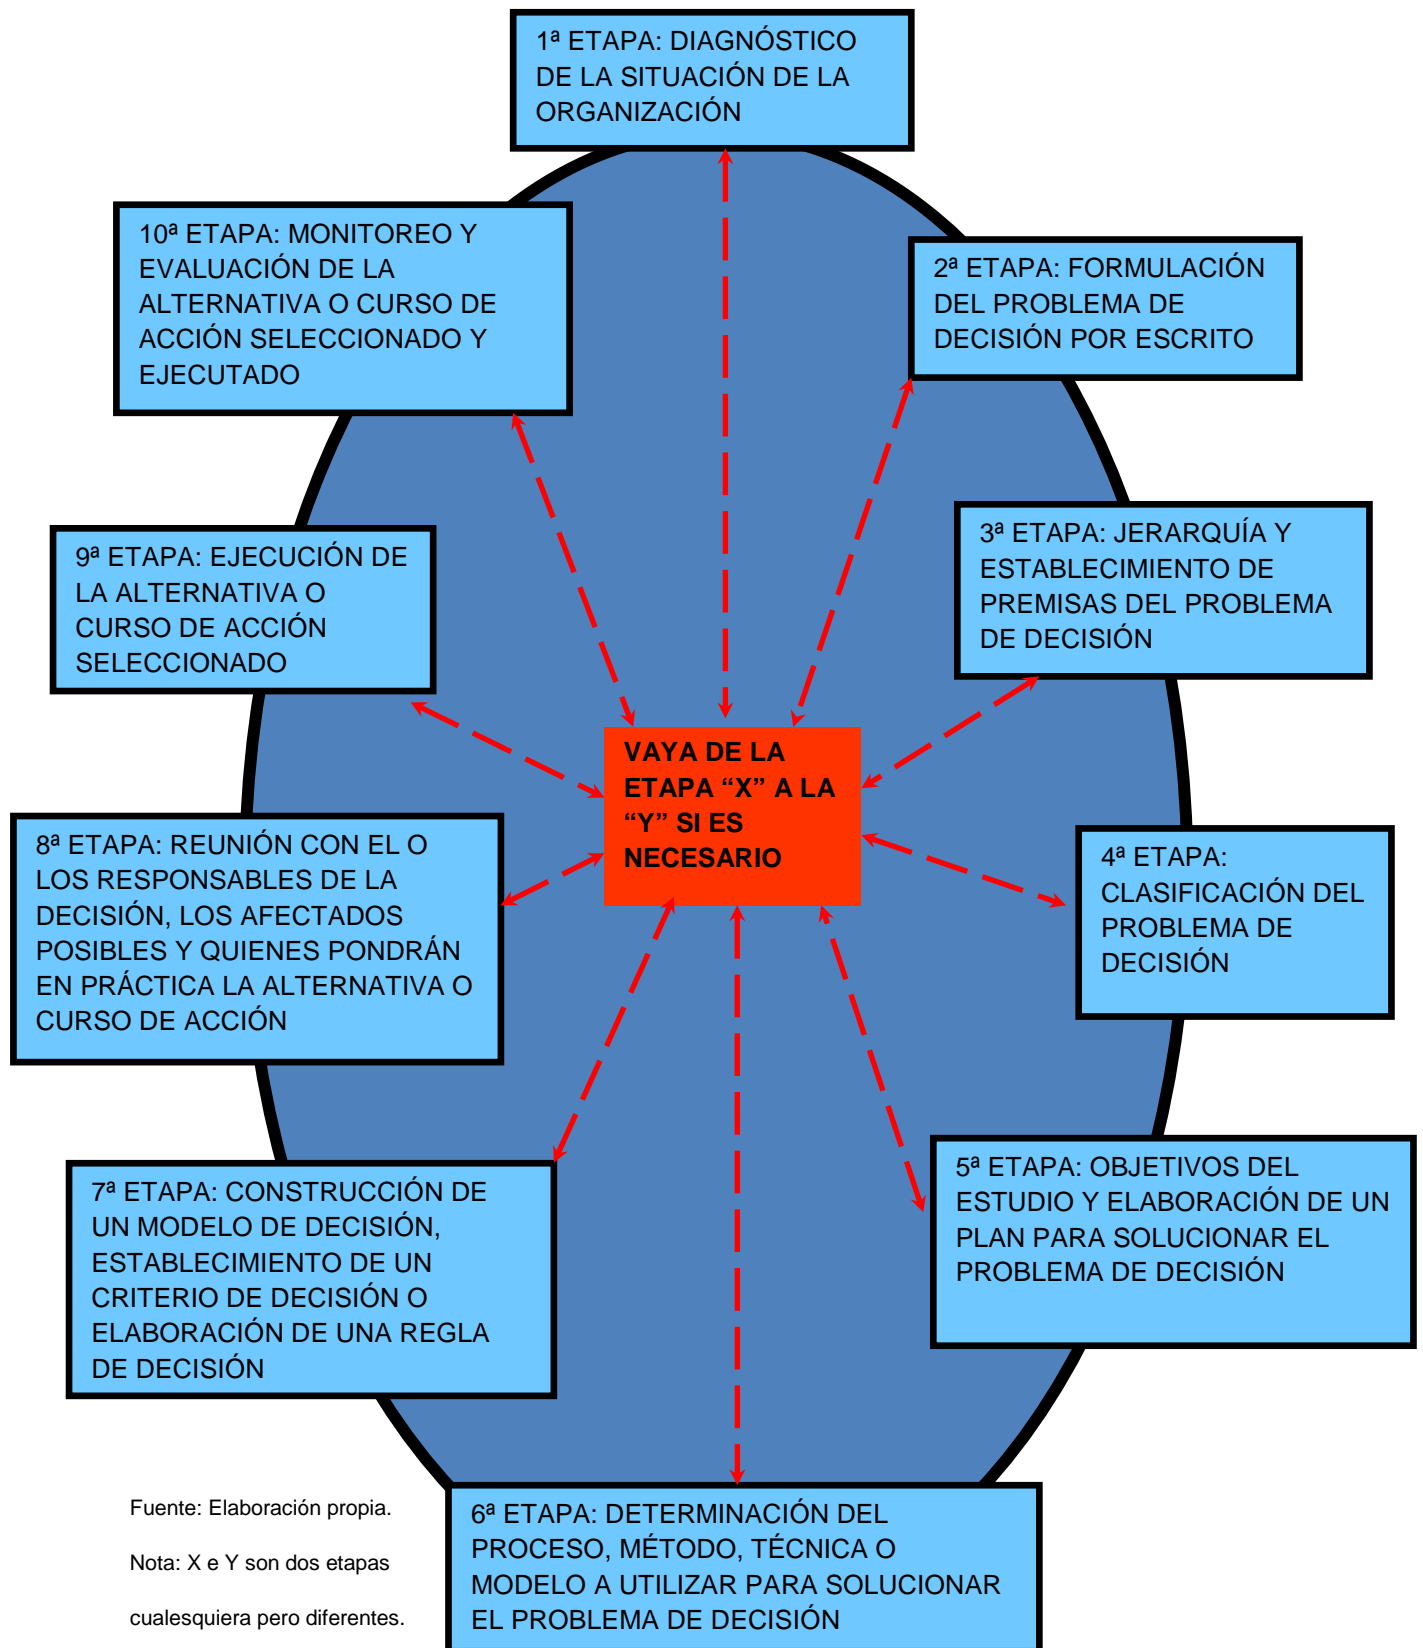 1ª ETAPA: DIAGNÓSTICO
DE LA SITUACIÓN DE LA
ORGANIZACIÓN
2ª ETAPA: FORMULACIÓN
DEL PROBLEMA DE
DECISIÓN POR ESCRITO
3ª ETAPA: JERARQUÍA Y
ESTABLECIMIENTO DE
PREMISAS DEL PROBLEMA
DE DECISIÓN
4ª ETAPA:
CLASIFICACIÓN DEL
PROBLEMA DE
DECISIÓN
5ª ETAPA: OBJETIVOS DEL
ESTUDIO Y ELABORACIÓN DE UN
PLAN PARA SOLUCIONAR EL
PROBLEMA DE DECISIÓN
6ª ETAPA: DETERMINACIÓN DEL
PROCESO, MÉTODO, TÉCNICA O
MODELO A UTILIZAR PARA SOLUCIONAR
EL PROBLEMA DE DECISIÓN
7ª ETAPA: CONSTRUCCIÓN DE
UN MODELO DE DECISIÓN,
ESTABLECIMIENTO DE UN
CRITERIO DE DECISIÓN O
ELABORACIÓN DE UNA REGLA
DE DECISIÓN
8ª ETAPA: REUNIÓN CON EL O
LOS RESPONSABLES DE LA
DECISIÓN, LOS AFECTADOS
POSIBLES Y QUIENES PONDRÁN
EN PRÁCTICA LA ALTERNATIVA O
CURSO DE ACCIÓN
9ª ETAPA: EJECUCIÓN DE
LA ALTERNATIVA O
CURSO DE ACCIÓN
SELECCIONADO
10ª ETAPA: MONITOREO Y
EVALUACIÓN DE LA
ALTERNATIVA O CURSO DE
ACCIÓN SELECCIONADO Y
EJECUTADO
VAYA DE LA
ETAPA “X” A LA
“Y” SI ES
NECESARIO
Fuente: Elaboración propia.
Nota: X e Y son dos etapas
cualesquiera pero diferentes.